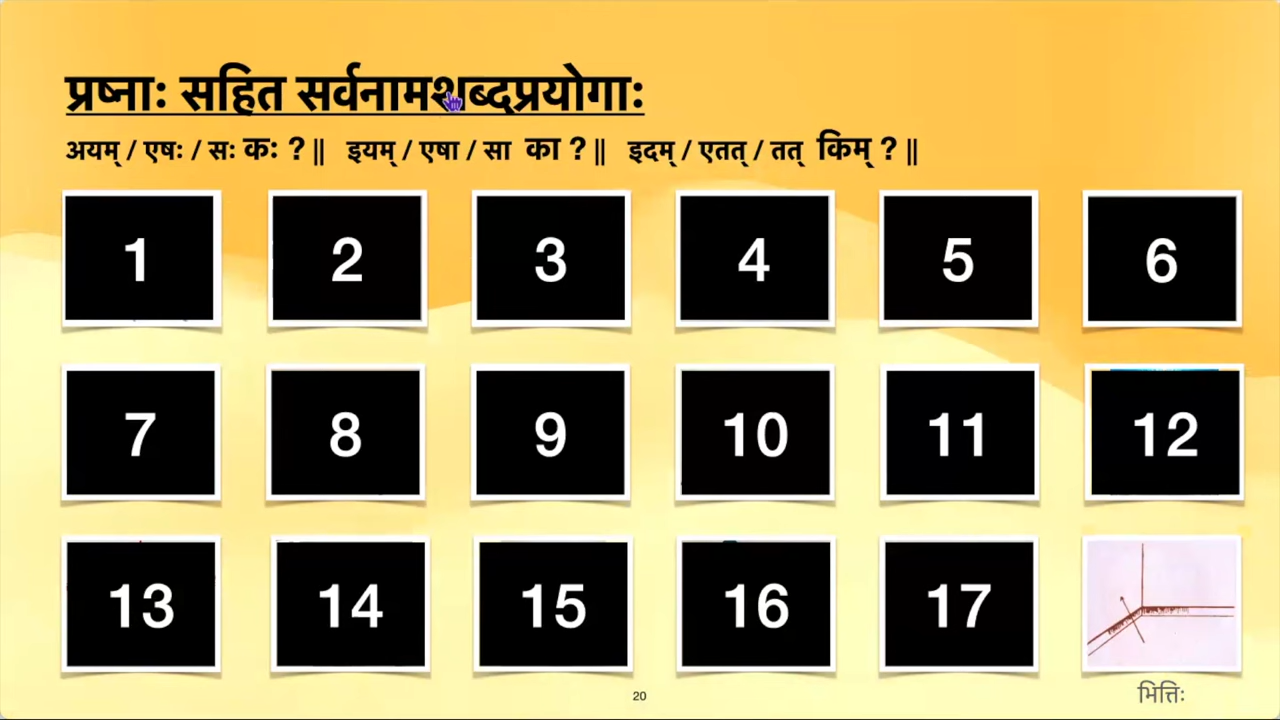 प्रष्नाः सहित सर्वनामशब्दप्रयोगाः
अयम् / एषः / सः कः ? ‖ इयम् / एषा / सा का ? ‖ इदम् / एतत् / तत् किम् ? ‖
1 2 3 4 5 6
7 8 9 10 11 12
13 14 15 16 17
भित्तिः
20